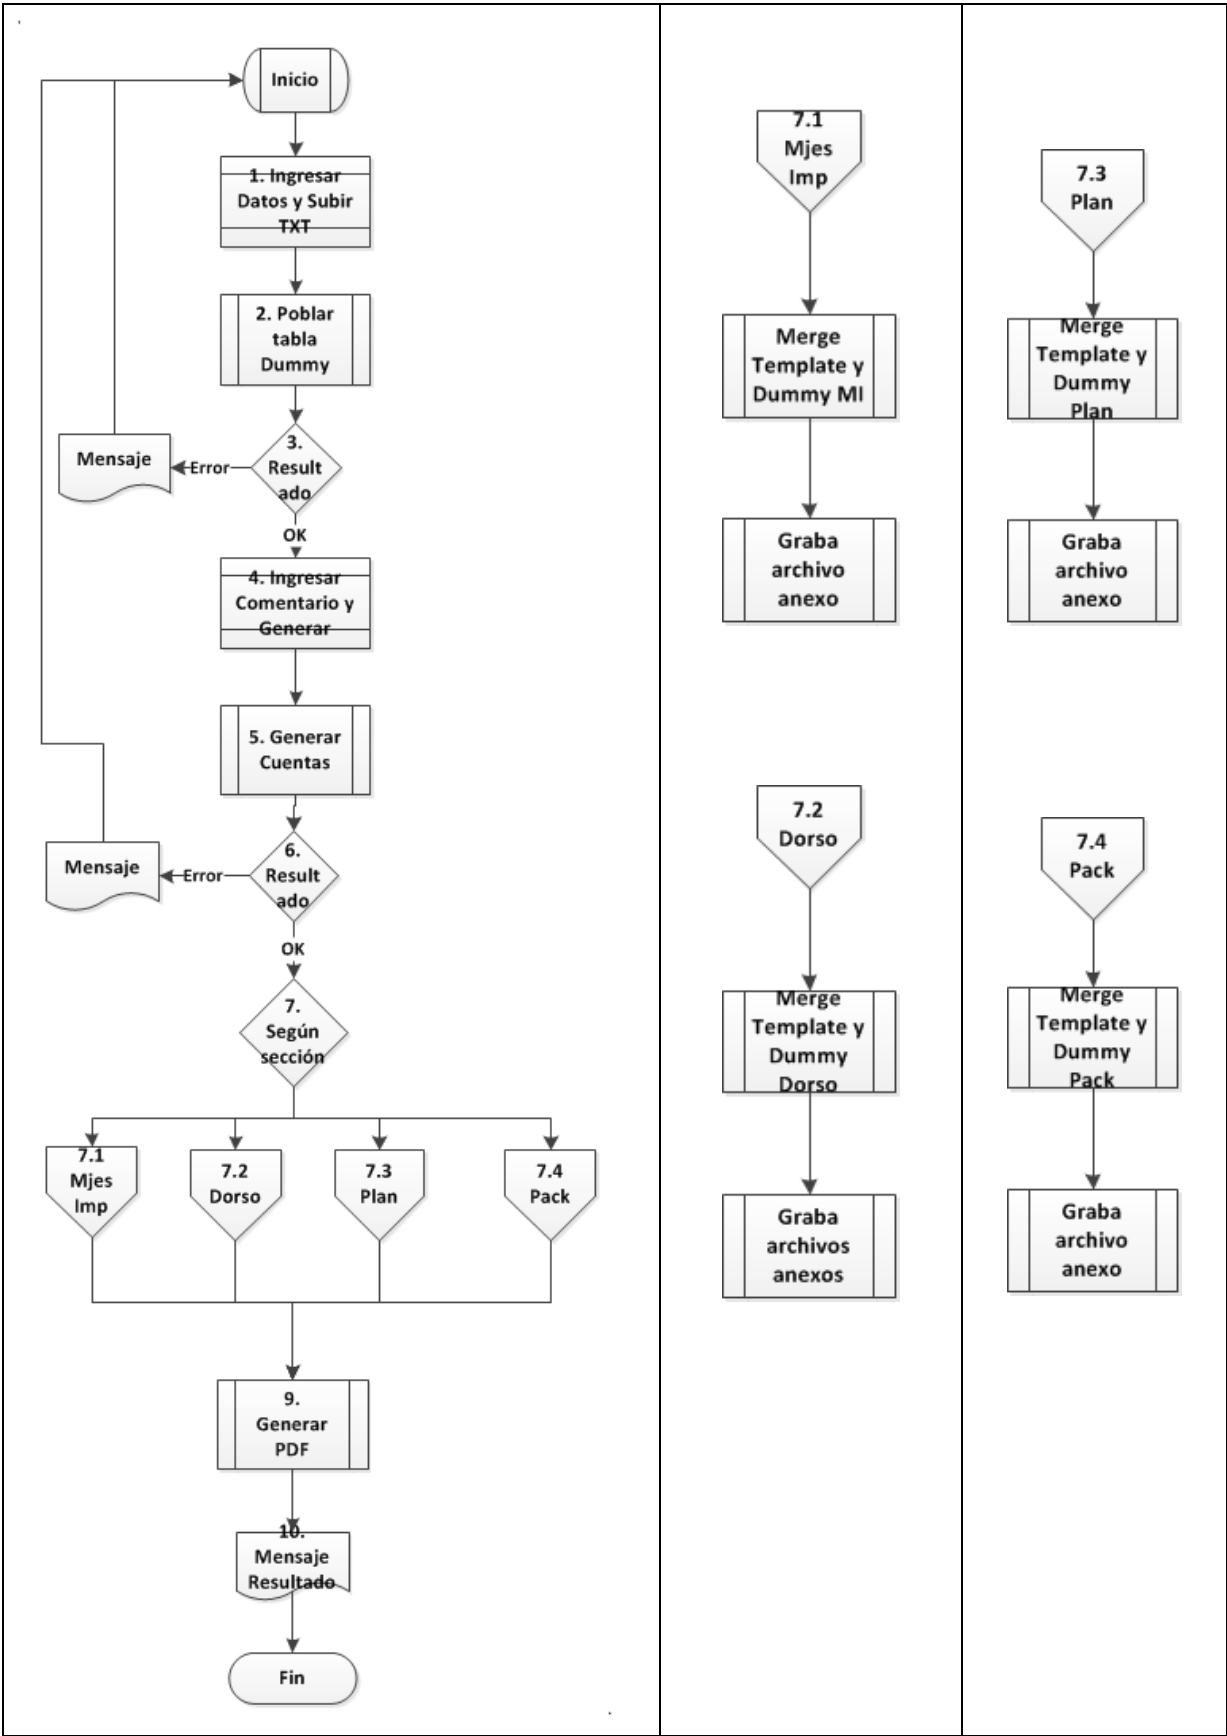 Inicio
1. Ingresar
Datos y Subir
TXT
2. Poblar
tabla
Dummy
3.
Result
ado
Error
Mensaje
OK
4. Ingresar
Comentario y
Generar
5. Generar
Cuentas
6.
Result
ado
Error
Mensaje
OK
7.
Según
sección
7.1
Mjes
Imp
7.2
Dorso
7.3
Plan
7.4
Pack
9.
Generar
PDF
10.
Mensaje
Resultado
Fin
7.1
Mjes
Imp
Merge
Template y
Dummy MI
Graba
archivo
anexo
7.2
Dorso
Merge
Template y
Dummy
Dorso
Graba
archivos
anexos
7.3
Plan
Merge
Template y
Dummy
Plan
Graba
archivo
anexo
7.4
Pack
Merge
Template y
Dummy
Pack
Graba
archivo
anexo